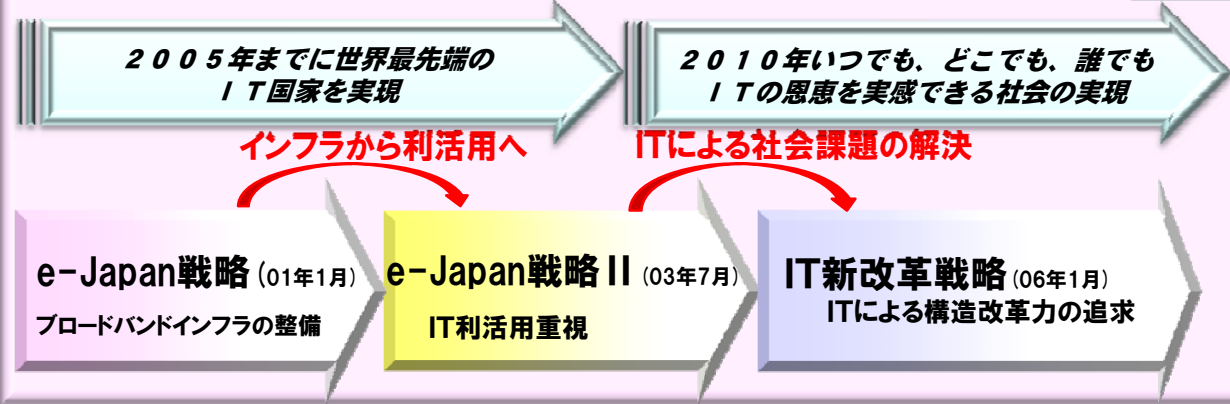 ２００５年までに世界最先端の
ＩＴ国家を実現
２０１０年いつでも、どこでも、誰でも
ＩＴの恩恵を実感できる社会の実現
インフラから利活用へ
ITによる社会課題の解決
e-Japan戦略(01年1月)
ブロードバンドインフラの整備
e-Japan戦略Ⅱ(03年7月)
IT利活用重視
IT新改革戦略(06年1月)
ITによる構造改革力の追求